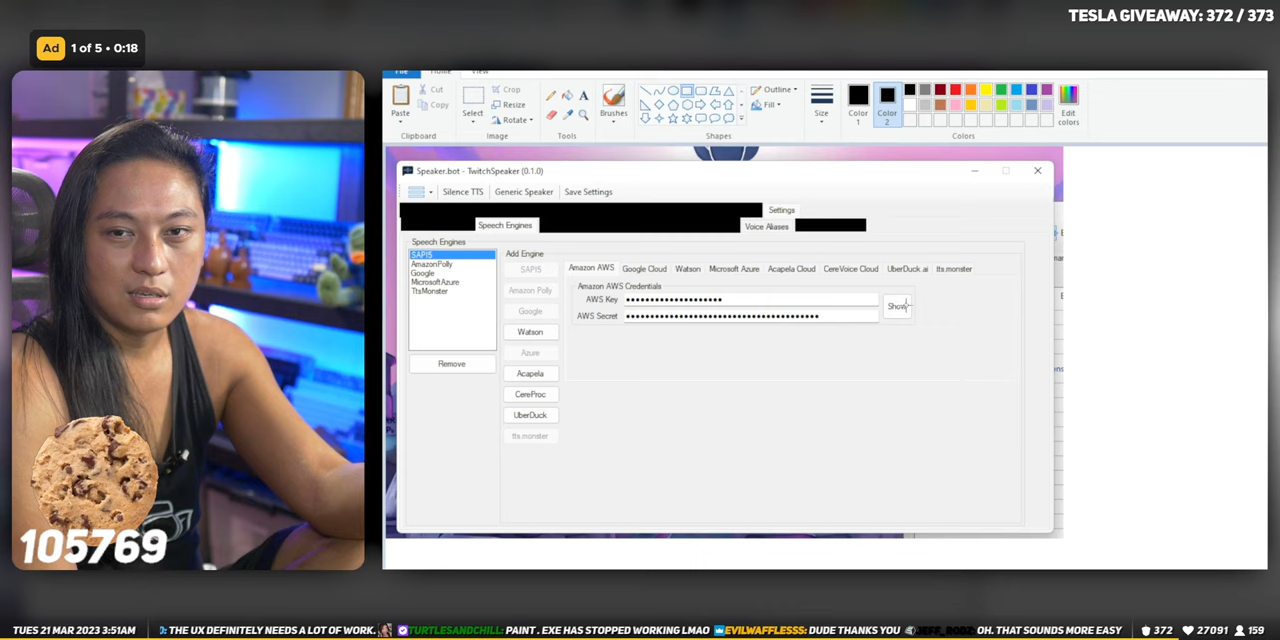 TESLA GIVEAWAY: 372 / 373
Ad 1 of 5 • 0:18
File Home View
Paste
Cut
Copy
Clipboard
Select
Crop
Resize
Rotate
Image
Tools
Brushes
Outline
Fill
Shapes
Size
Color 1
Color 2
Edit colors
Colors
Speaker.bot - TwitchSpeaker (0.1.0)
Silence TTS Generic Speaker Save Settings
Settings
Speech Engines Voice Aliases
Speech Engines
SAPI5
AmazonPolly
Google
MicrosoftAzure
TtsMonster
Remove
Add Engine
SAPI5
Amazon Polly
Google
Watson
Azure
Acapela
CereProc
UberDuck
tts.monster
Amazon AWS Google Cloud Watson Microsoft Azure Acapela Cloud CereVoice Cloud UberDuck.ai tts.monster
Amazon AWS Credentials
AWS Key
AWS Secret
Show
105769
TUES 21 MAR 2023 3:51AM
: THE UX DEFINITELY NEEDS A LOT OF WORK. TURTLESANDCHILL: PAINT . EXE HAS STOPPED WORKING LMAO EVILWAFFLESSS: DUDE THANKS YOU JEFF_RODZ: OH. THAT SOUNDS MORE EASY
372 27091 159